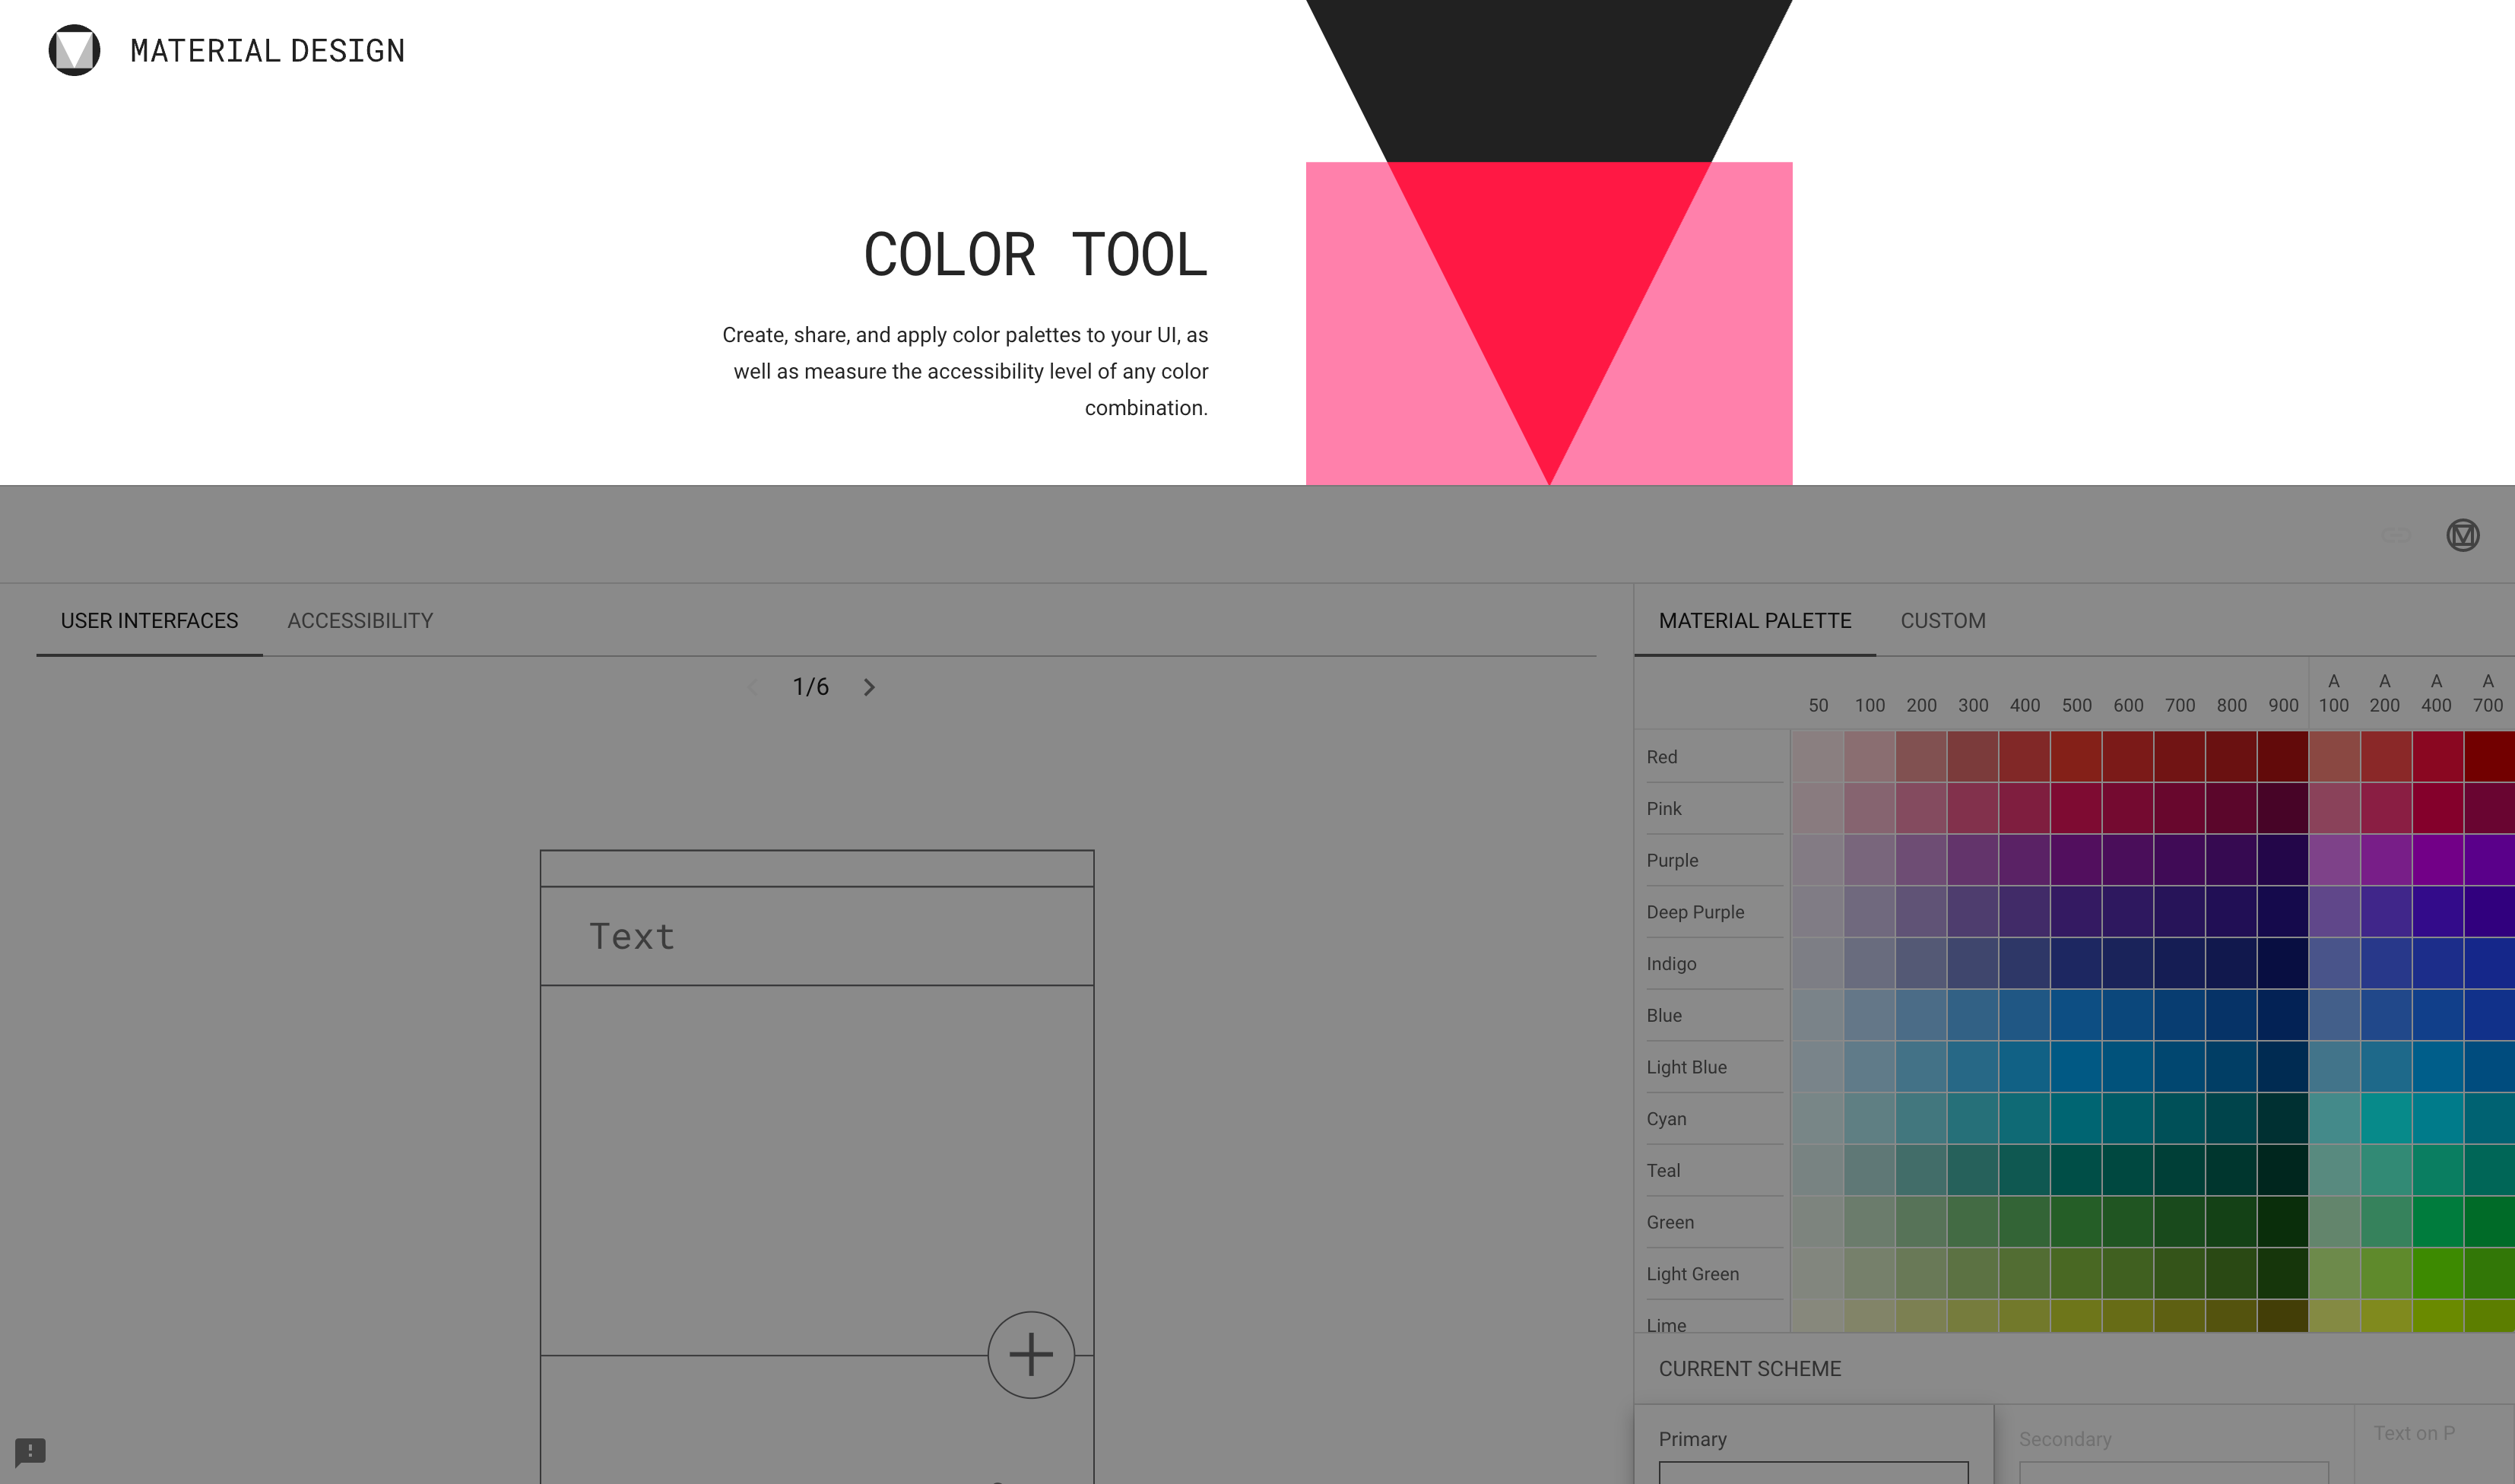 MATERIAL DESIGN
COLOR TOOL
Create, share, and apply color palettes to your UI, as
well as measure the accessibility level of any color
combination.
USER INTERFACES ACCESSIBILITY
1/6
Text
MATERIAL PALETTE CUSTOM
A A A A
50 100 200 300 400 500 600 700 800 900 100 200 400 700
Red
Pink
Purple
Deep Purple
Indigo
Blue
Light Blue
Cyan
Teal
Green
Light Green
Lime
CURRENT SCHEME
Primary
Secondary
Text on P